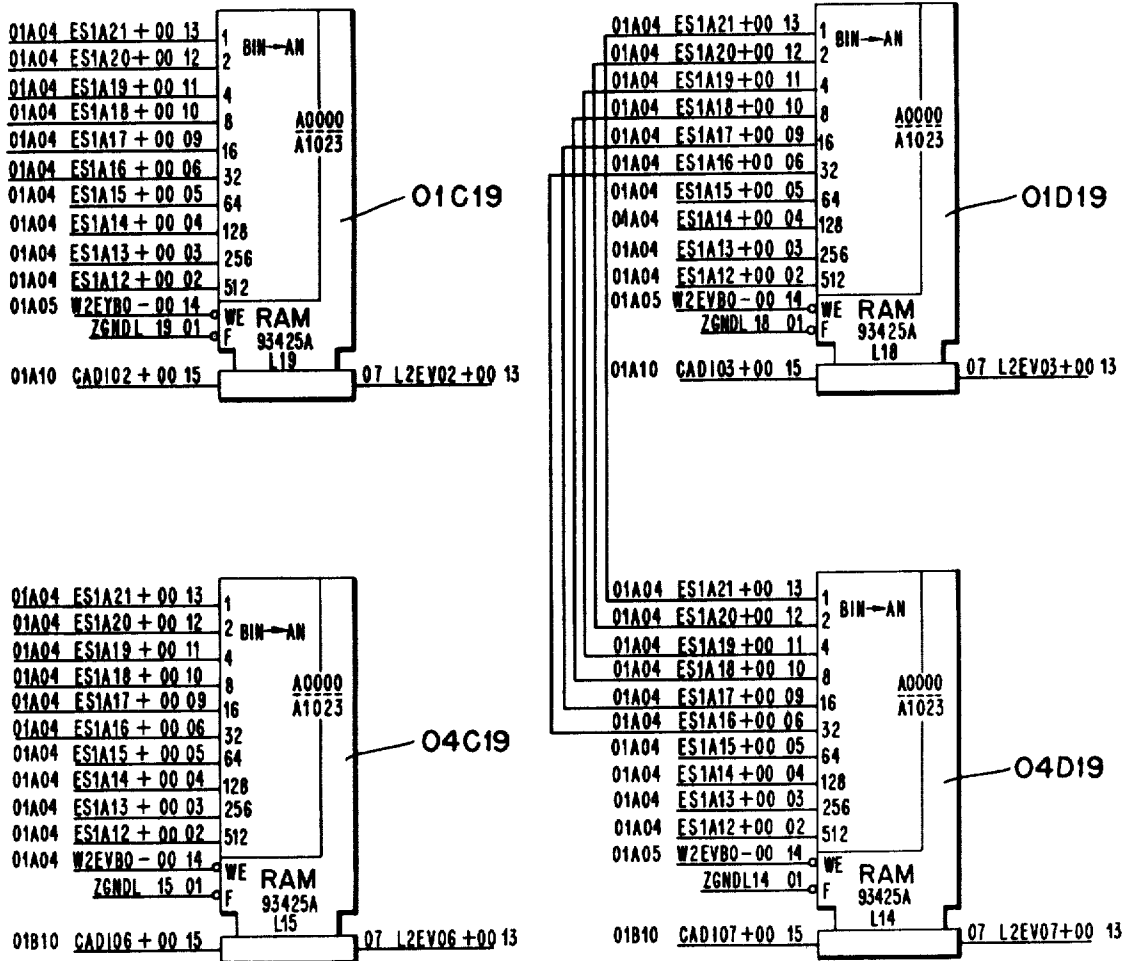 01A04 ES1A21+00 13 1
BIN→AN
01A04 ES1A20+00 12 2
01A04 ES1A19+00 11 4
01A04 ES1A18+00 10 8
A0000
A1023
01A04 ES1A17+00 09 16
01A04 ES1A16+00 06 32
01A04 ES1A15+00 05 64
01C19
01A04 ES1A14+00 04 128
01A04 ES1A13+00 03 256
01A04 ES1A12+00 02 512
01A05 W2EYB0-00 14 WE
RAM
ZGNDL 19 01 F
93425A
L19
01A10 CADI02+00 15
07 L2EV02+00 13
01A04 ES1A21+00 13 1
BIN→AN
01A04 ES1A20+00 12 2
01A04 ES1A19+00 11 4
01A04 ES1A18+00 10 8
A0000
A1023
01A04 ES1A17+00 09 16
01A04 ES1A16+00 06 32
01A04 ES1A15+00 05 64
01D19
01A04 ES1A14+00 04 128
01A04 ES1A13+00 03 256
01A04 ES1A12+00 02 512
01A05 W2EVB0-00 14 WE
RAM
ZGNDL 18 01 F
93425A
L18
01A10 CADI03+00 15
07 L2EV03+00 13
01A04 ES1A21+00 13 1
01A04 ES1A20+00 12 2
BIN→AN
01A04 ES1A19+00 11 4
01A04 ES1A18+00 10 8
A0000
A1023
01A04 ES1A17+00 09 16
01A04 ES1A16+00 06 32
01A04 ES1A15+00 05 64
04C19
01A04 ES1A14+00 04 128
01A04 ES1A13+00 03 256
01A04 ES1A12+00 02 512
01A04 W2EVB0-00 14 WE
RAM
ZGNDL 15 01 F
93425A
L15
01B10 CADI06+00 15
07 L2EV06+00 13
01A04 ES1A21+00 13 1
BIN→AN
01A04 ES1A20+00 12 2
01A04 ES1A19+00 11 4
01A04 ES1A18+00 10 8
A0000
A1023
01A04 ES1A17+00 09 16
01A04 ES1A16+00 06 32
01A04 ES1A15+00 05 64
04D19
01A04 ES1A14+00 04 128
01A04 ES1A13+00 03 256
01A04 ES1A12+00 02 512
01A05 W2EVB0-00 14 WE
RAM
ZGNDL14 01 F
93425A
L14
01B10 CADI07+00 15
07 L2EV07+00 13